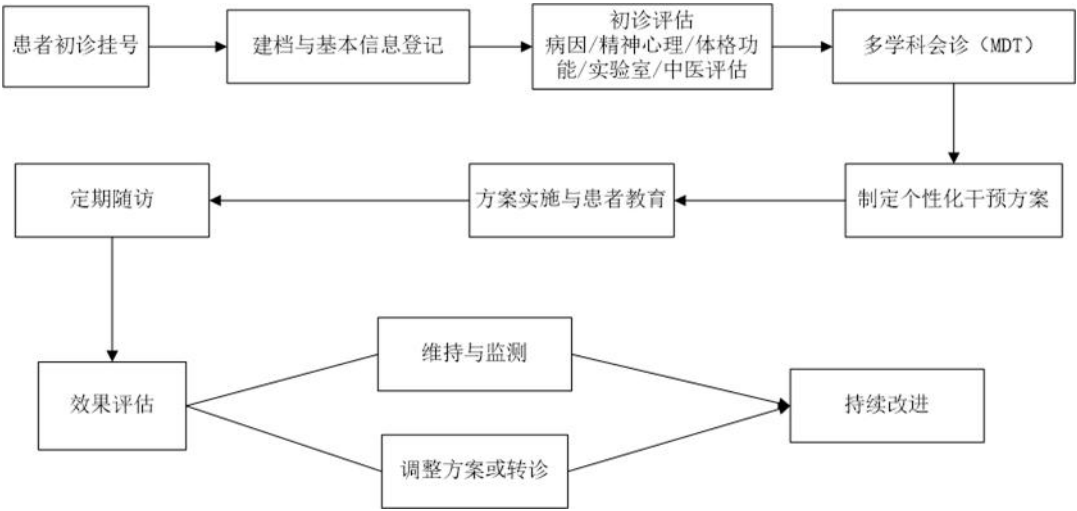 患者初诊挂号
建档与基本信息登记
初诊评估
病因/精神心理/体格功
能/实验室/中医评估
多学科会诊（MDT）
制定个性化干预方案
方案实施与患者教育
定期随访
效果评估
维持与监测
调整方案或转诊
持续改进